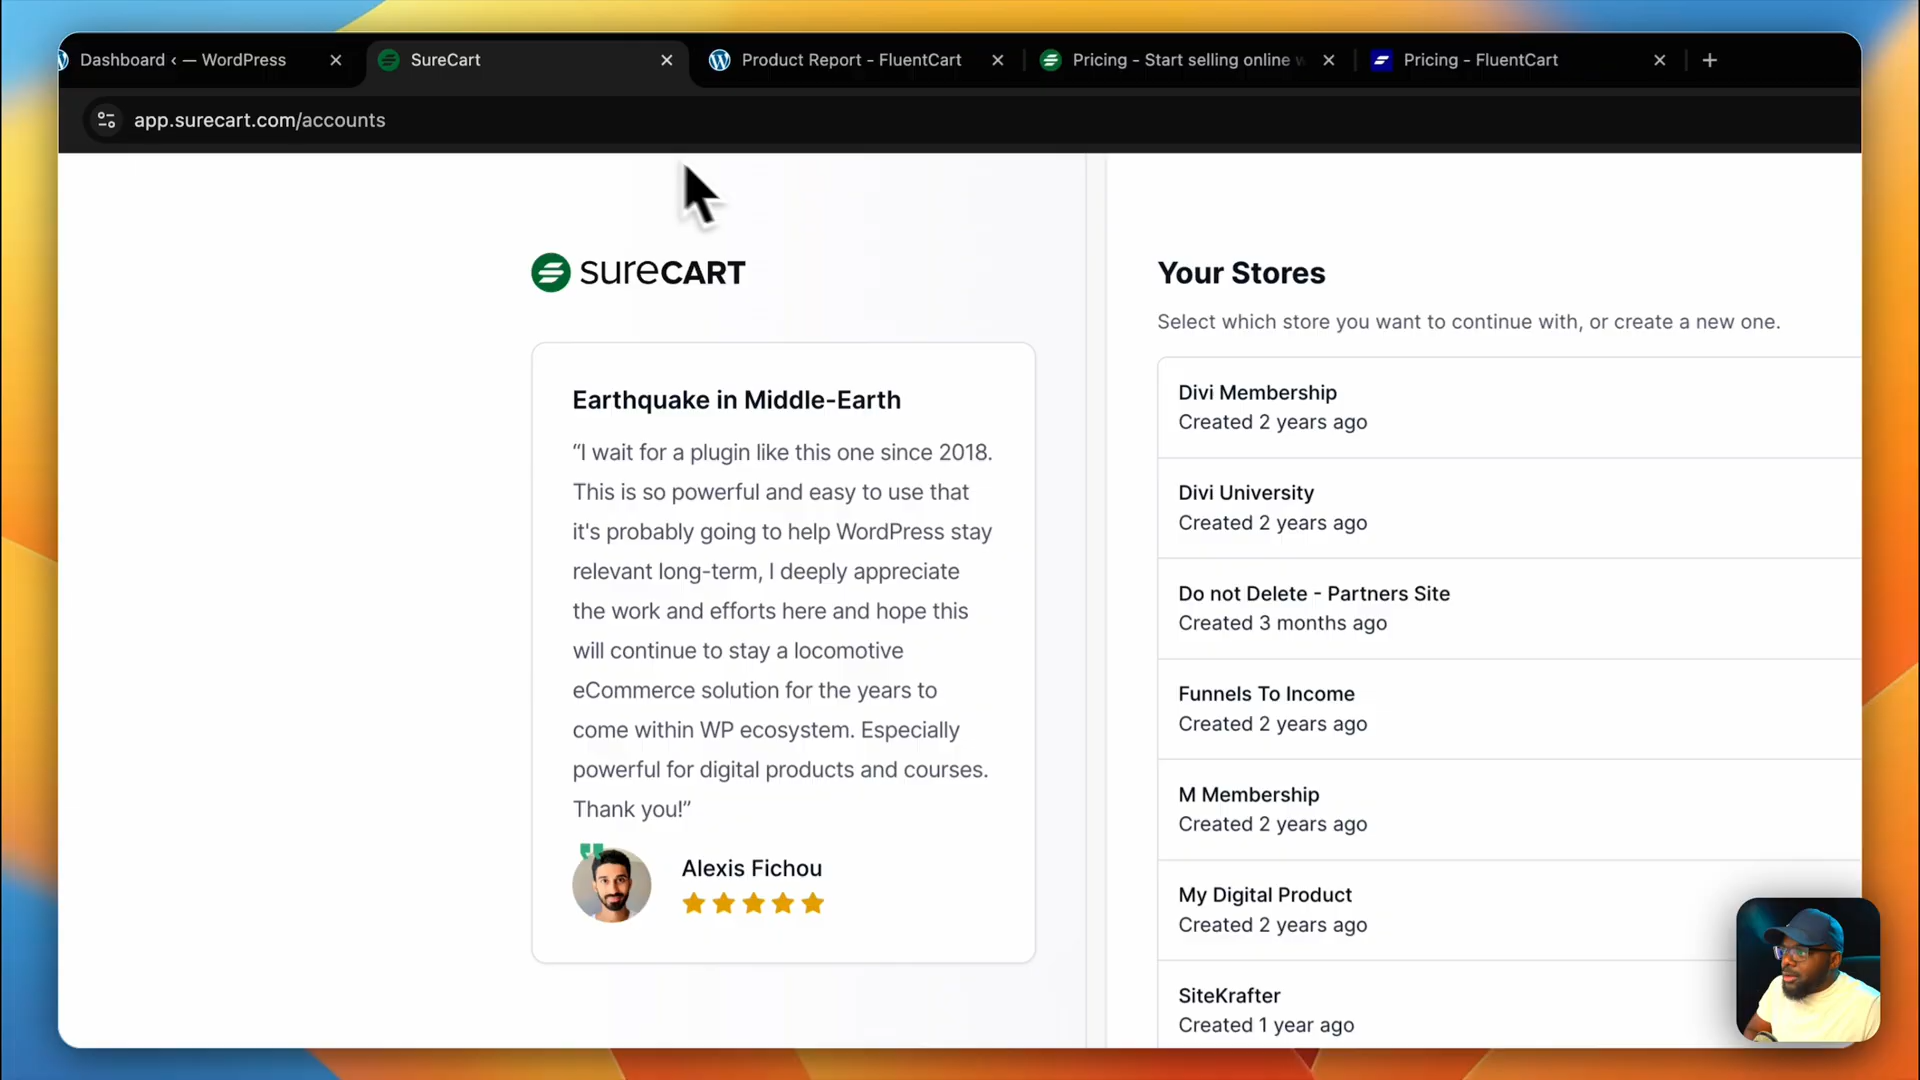 Dashboard ‹ — WordPress
SureCart
Product Report - FluentCart
Pricing - Start selling online
Pricing - FluentCart
app.surecart.com/accounts
sureCART
Earthquake in Middle-Earth
“I wait for a plugin like this one since 2018.
This is so powerful and easy to use that
it's probably going to help WordPress stay
relevant long-term, I deeply appreciate
the work and efforts here and hope this
will continue to stay a locomotive
eCommerce solution for the years to
come within WP ecosystem. Especially
powerful for digital products and courses.
Thank you!”
Alexis Fichou
Your Stores
Select which store you want to continue with, or create a new one.
Divi Membership
Created 2 years ago
Divi University
Created 2 years ago
Do not Delete - Partners Site
Created 3 months ago
Funnels To Income
Created 2 years ago
M Membership
Created 2 years ago
My Digital Product
Created 2 years ago
SiteKrafter
Created 1 year ago